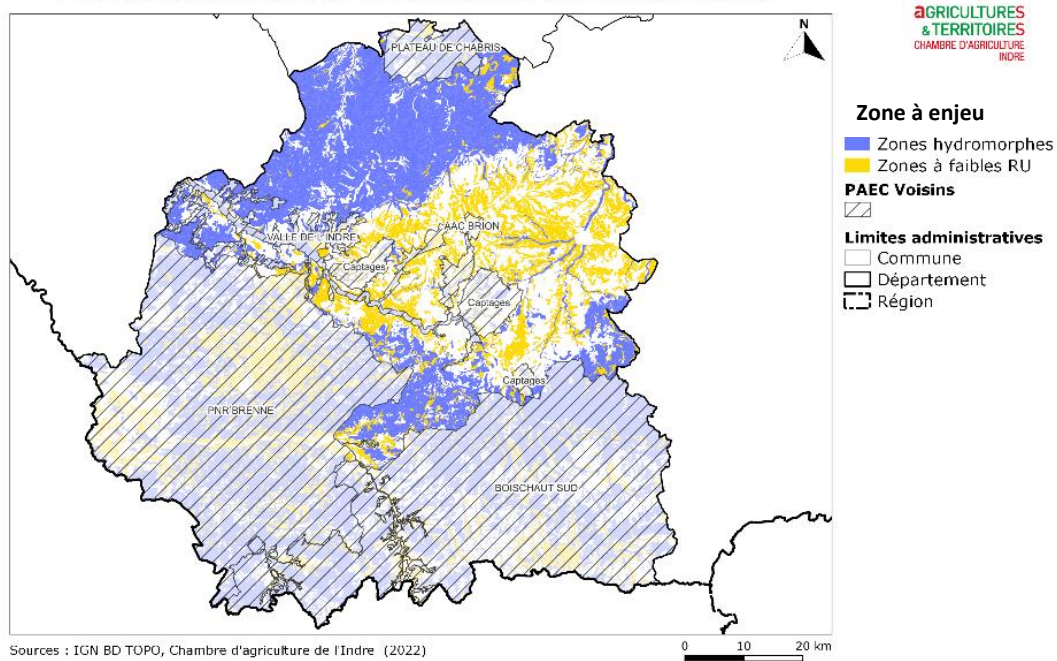 aGRICULTURES
& TERRITOIRES
CHAMBRE D'AGRICULTURE
INDRE
N
PLATEAU DE CHABRIS
VALLE DE L'INDRE
AAC BRION
Captages
Captages
Captages
PNR BRENNE
BOISCHAUT SUD
Zone à enjeu
Zones hydromorphes
Zones à faibles RU
PAEC Voisins
Limites administratives
Commune
Département
Région
Sources : IGN BD TOPO, Chambre d'agriculture de l'Indre (2022)
0 10 20 km